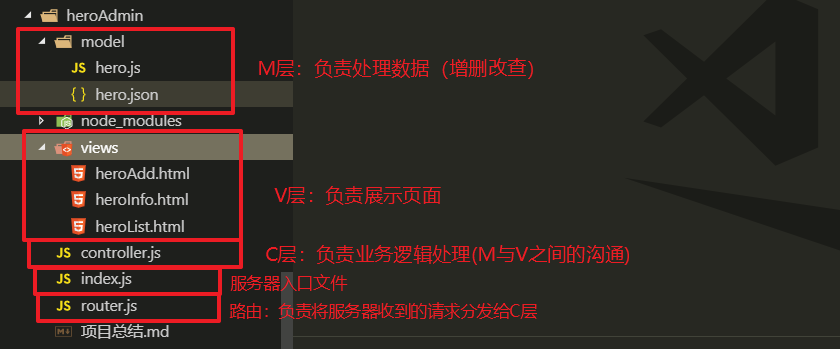 heroAdmin
model
JS hero.js
M层：负责处理数据（增删改查)
{ } hero.json
node_modules
views
heroAdd.html
heroInfo.html
V层：负责展示页面
heroList.html
JS controller.js
C层：负责业务逻辑处理(M与V之间的沟通)
JS index.js
服务器入口文件
JS router.js
路由：负责将服务器收到的请求分发给C层
项目总结.md